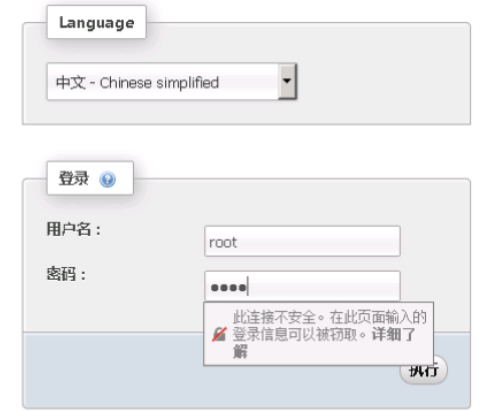 Language
中文 - Chinese simplified
登录
用户名：
root
密码：
此连接不安全。在此页面输入的
登录信息可以被窃取。详细了
解
执行